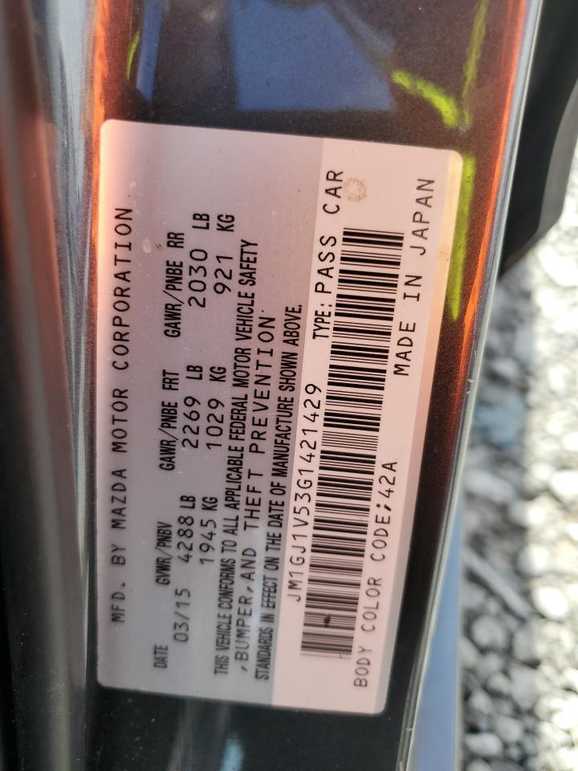 MFD. BY MAZDA MOTOR CORPORATION
DATE GVWR/PNBV GAWR/PNBE FRT GAWR/PNBE RR
03/15 4288 LB 2269 LB 2030 LB
1945 KG 1029 KG 921 KG
THIS VEHICLE CONFORMS TO ALL APPLICABLE FEDERAL MOTOR VEHICLE SAFETY
,BUMPER, AND THEFT PREVENTION
STANDARDS IN EFFECT ON THE DATE OF MANUFACTURE SHOWN ABOVE.
JM1GJ1V53G1421429 TYPE: PASS CAR
BODY COLOR CODE;42A MADE IN JAPAN